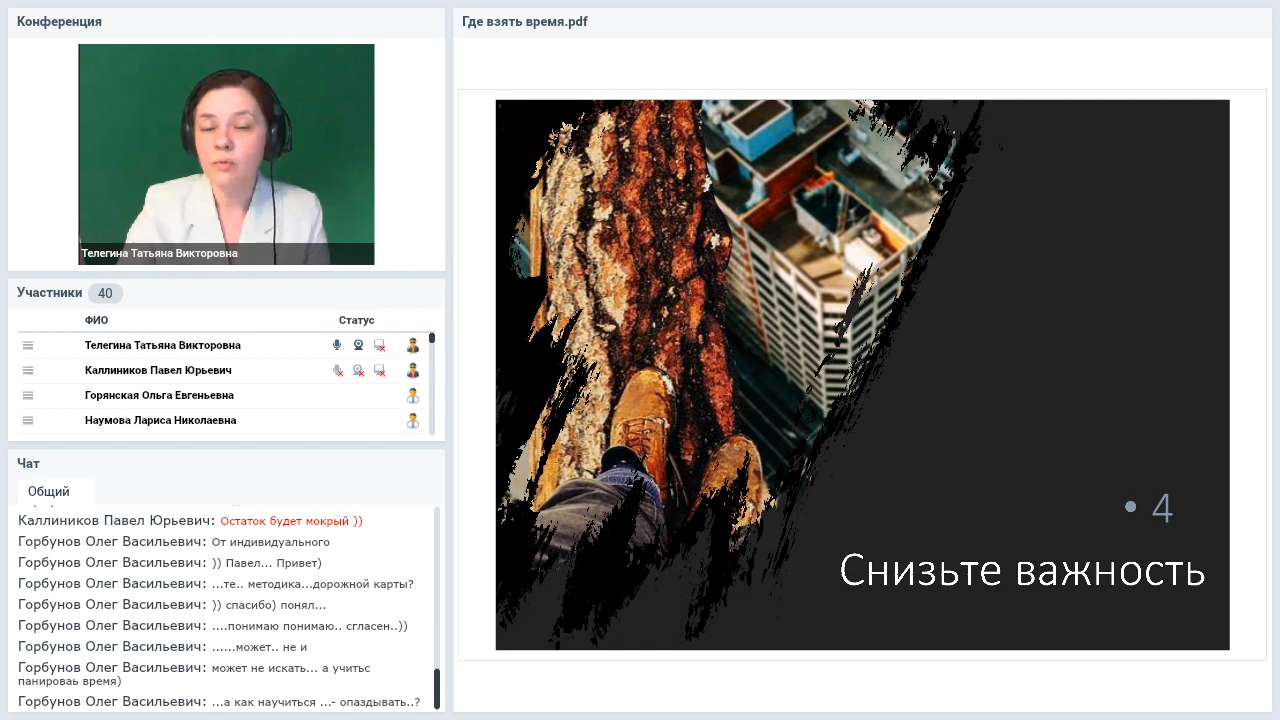 Конференция
Телегина Татьяна Викторовна
Участники 40
ФИО Статус
Телегина Татьяна Викторовна
Каллиников Павел Юрьевич
Горянская Ольга Евгеньевна
Наумова Лариса Николаевна
Чат
Общий
Каллиников Павел Юрьевич: Остаток будет мокрый ))
Горбунов Олег Васильевич: От индивидуального
Горбунов Олег Васильевич: )) Павел... Привет)
Горбунов Олег Васильевич: ...те.. методика...дорожной карты?
Горбунов Олег Васильевич: )) спасибо) понял...
Горбунов Олег Васильевич: ....понимаю понимаю.. сгласен..))
Горбунов Олег Васильевич: ......может.. не и
Горбунов Олег Васильевич: может не искать... а учитьс
панироваь время)
Горбунов Олег Васильевич: ...а как научиться ...- опаздывать..?
Где взять время.pdf
• 4
Снизьте важность